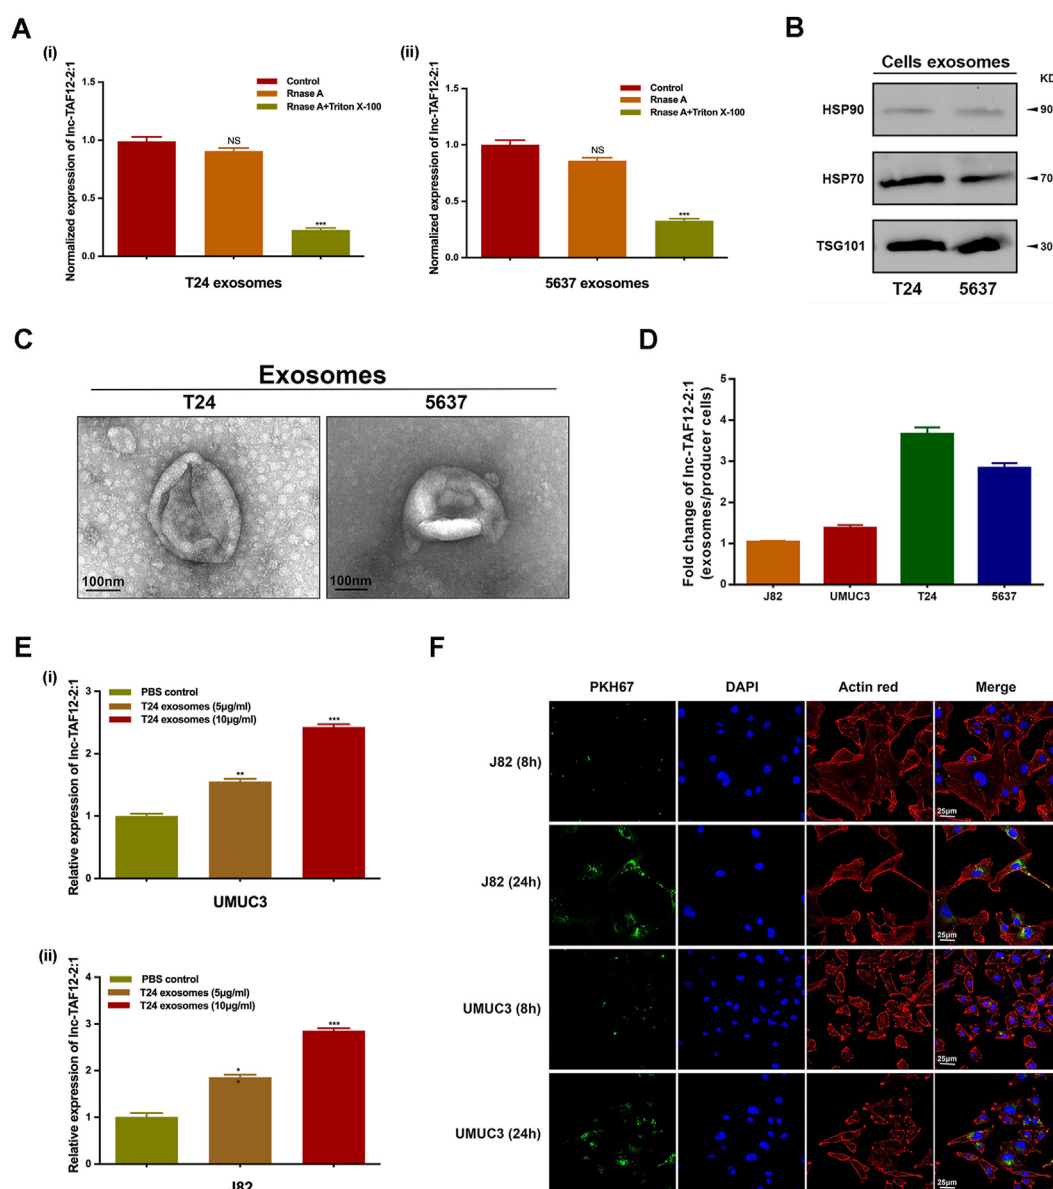 A
(i)
Normalized expression of lnc-TAF12-2:1
1.5
1.0
0.5
0.0
Control
Rnase A
Rnase A+Triton X-100
NS
***
T24 exosomes
(ii)
Normalized expression of lnc-TAF12-2:1
1.5
1.0
0.5
0.0
Control
Rnase A
Rnase A+Triton X-100
NS
***
5637 exosomes
B
Cells exosomes
HSP90
90
HSP70
70
TSG101
30
T24 5637
C
Exosomes
T24 5637
100nm
100nm
D
Fold change of lnc-TAF12-2:1
(exosomes/producer cells)
5
4
3
2
1
0
J82 UMUC3 T24 5637
E
(i)
Relative expression of lnc-TAF12-2:1
3
2
1
0
PBS control
T24 exosomes (5µg/ml)
T24 exosomes (10µg/ml)
**
***
UMUC3
(ii)
Relative expression of lnc-TAF12-2:1
4
3
2
1
0
PBS control
T24 exosomes (5µg/ml)
T24 exosomes (10µg/ml)
*
*
***
J82
F
PKH67 DAPI Actin red Merge
J82 (8h)
25µm
J82 (24h)
25µm
UMUC3 (8h)
25µm
UMUC3 (24h)
25µm